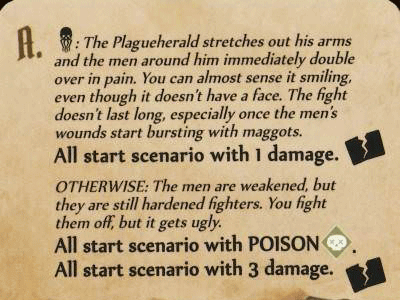 A. : The Plagueherald stretches out his arms
and the men around him immediately double
over in pain. You can almost sense it smiling,
even though it doesn't have a face. The fight
doesn't last long, especially once the men's
wounds start bursting with maggots.
All start scenario with 1 damage.
OTHERWISE: The men are weakened, but
they are still hardened fighters. You fight
them off, but it gets ugly.
All start scenario with POISON .
All start scenario with 3 damage.